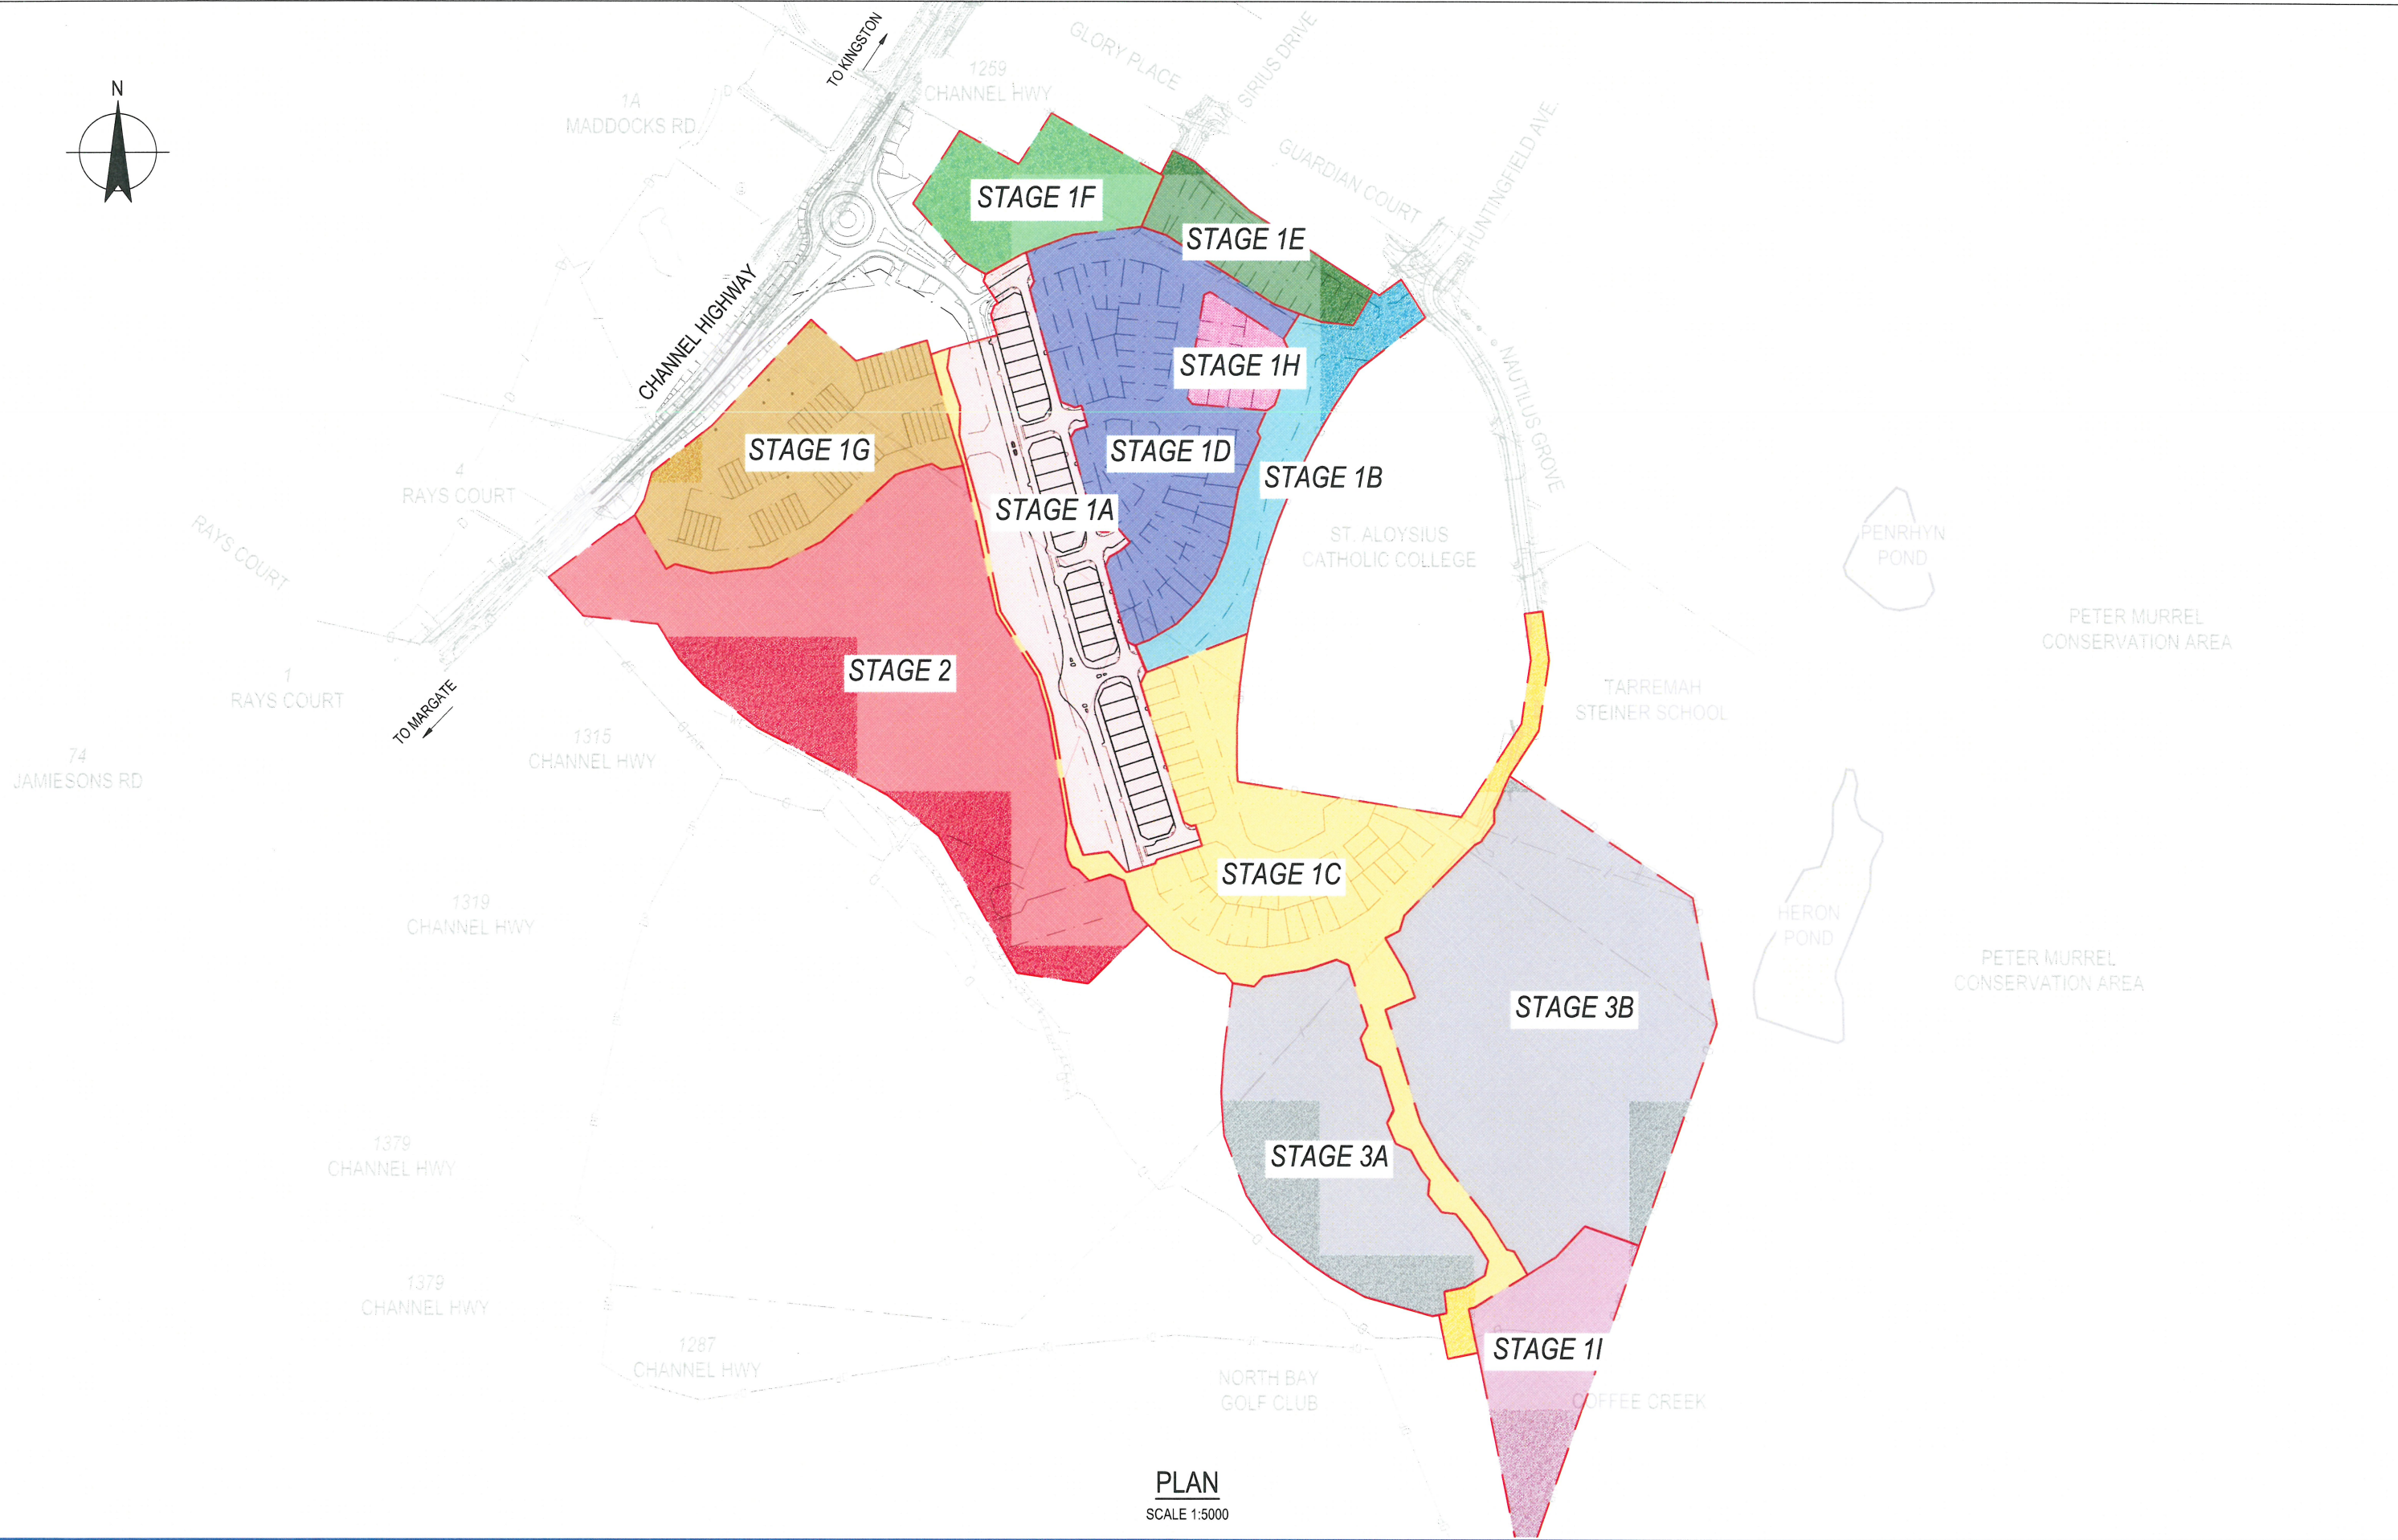 N
TO KINGSTON
GLORY PLACE
SIRIUS DRIVE
1259
CHANNEL HWY
1A
MADDOCKS RD
GUARDIAN COURT
HUNTINGFIELD AVE.
STAGE 1F
STAGE 1E
CHANNEL HIGHWAY
STAGE 1H
NAUTILUS GROVE
STAGE 1G
STAGE 1D
STAGE 1B
4
RAYS COURT
STAGE 1A
RAYS COURT
ST. ALOYSIUS
CATHOLIC COLLEGE
PENRHYN
POND
PETER MURREL
CONSERVATION AREA
STAGE 2
1
RAYS COURT
TO MARGATE
TARREMAH
STEINER SCHOOL
1315
CHANNEL HWY
74
JAMIESONS RD
STAGE 1C
1319
CHANNEL HWY
HERON
POND
PETER MURREL
CONSERVATION AREA
STAGE 3B
1379
CHANNEL HWY
STAGE 3A
1379
CHANNEL HWY
1287
CHANNEL HWY
STAGE 1I
NORTH BAY
GOLF CLUB
COFFEE CREEK
PLAN
SCALE 1:5000